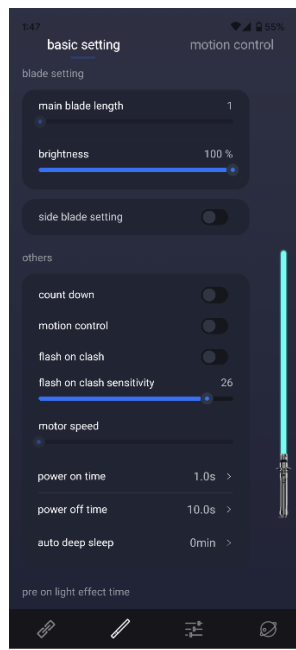 1:47
55%
basic setting motion control
blade setting
main blade length 1
brightness 100 %
side blade setting
others
count down
motion control
flash on clash
flash on clash sensitivity 26
motor speed
power on time 1.0s >
power off time 10.0s >
auto deep sleep 0min >
pre on light effect time